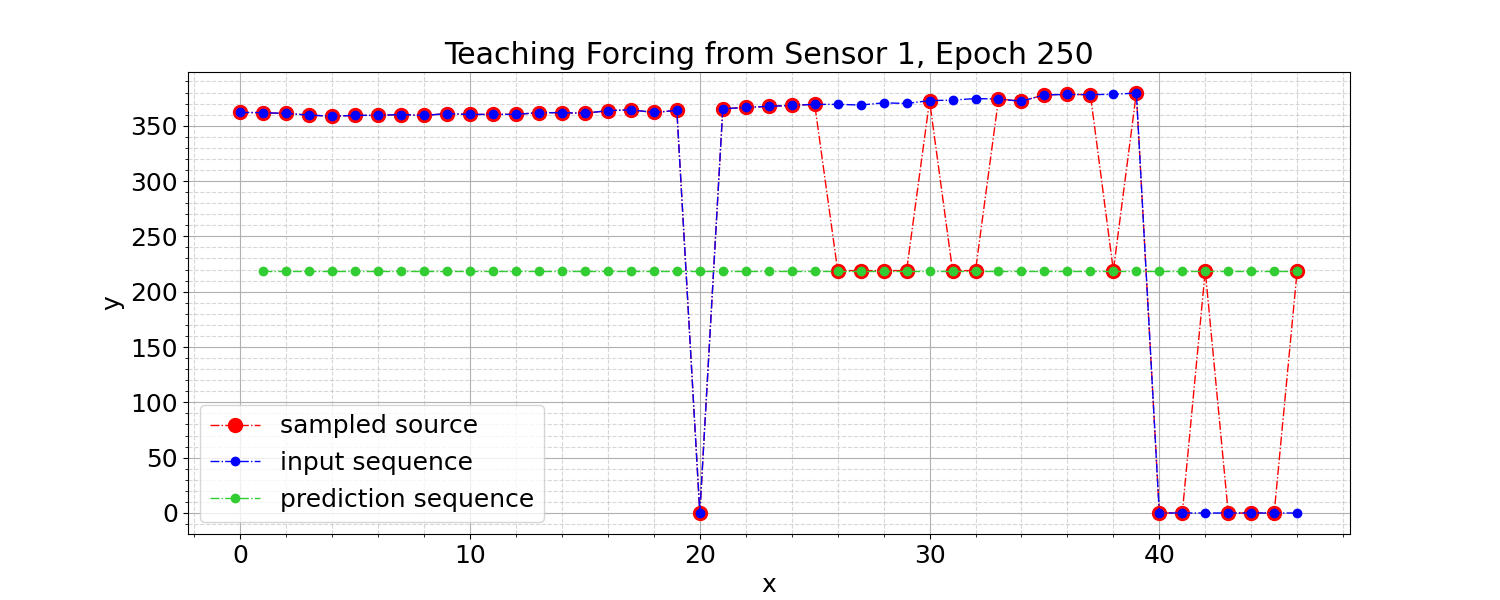 Teaching Forcing from Sensor 1, Epoch 250
350
300
250
200
150
100
50
0
y
sampled source
input sequence
prediction sequence
0 10 20 30 40
x